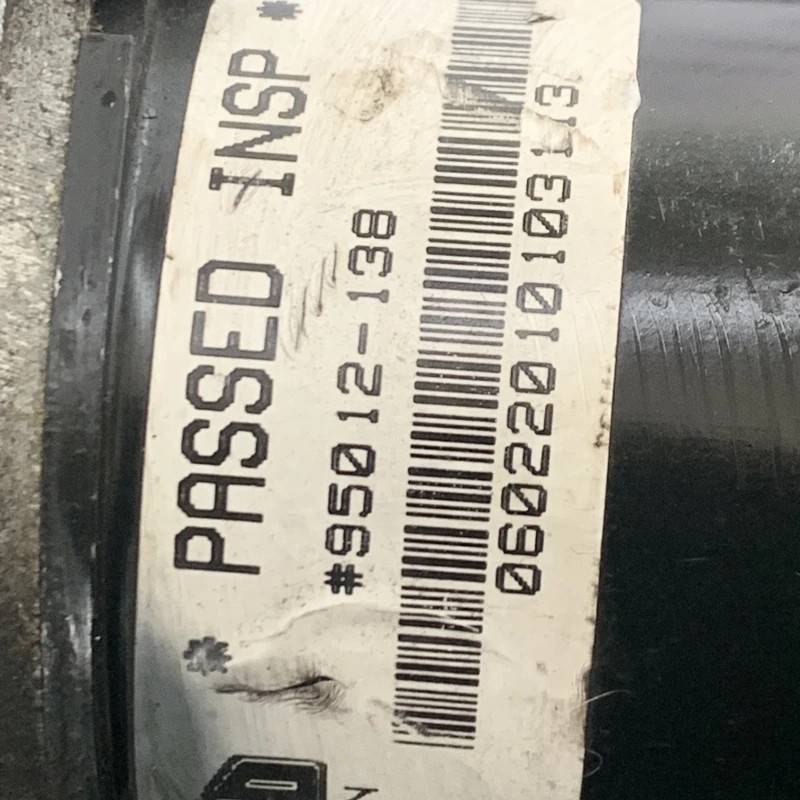 * PASSED INSP *
#95012-138
06022010103113